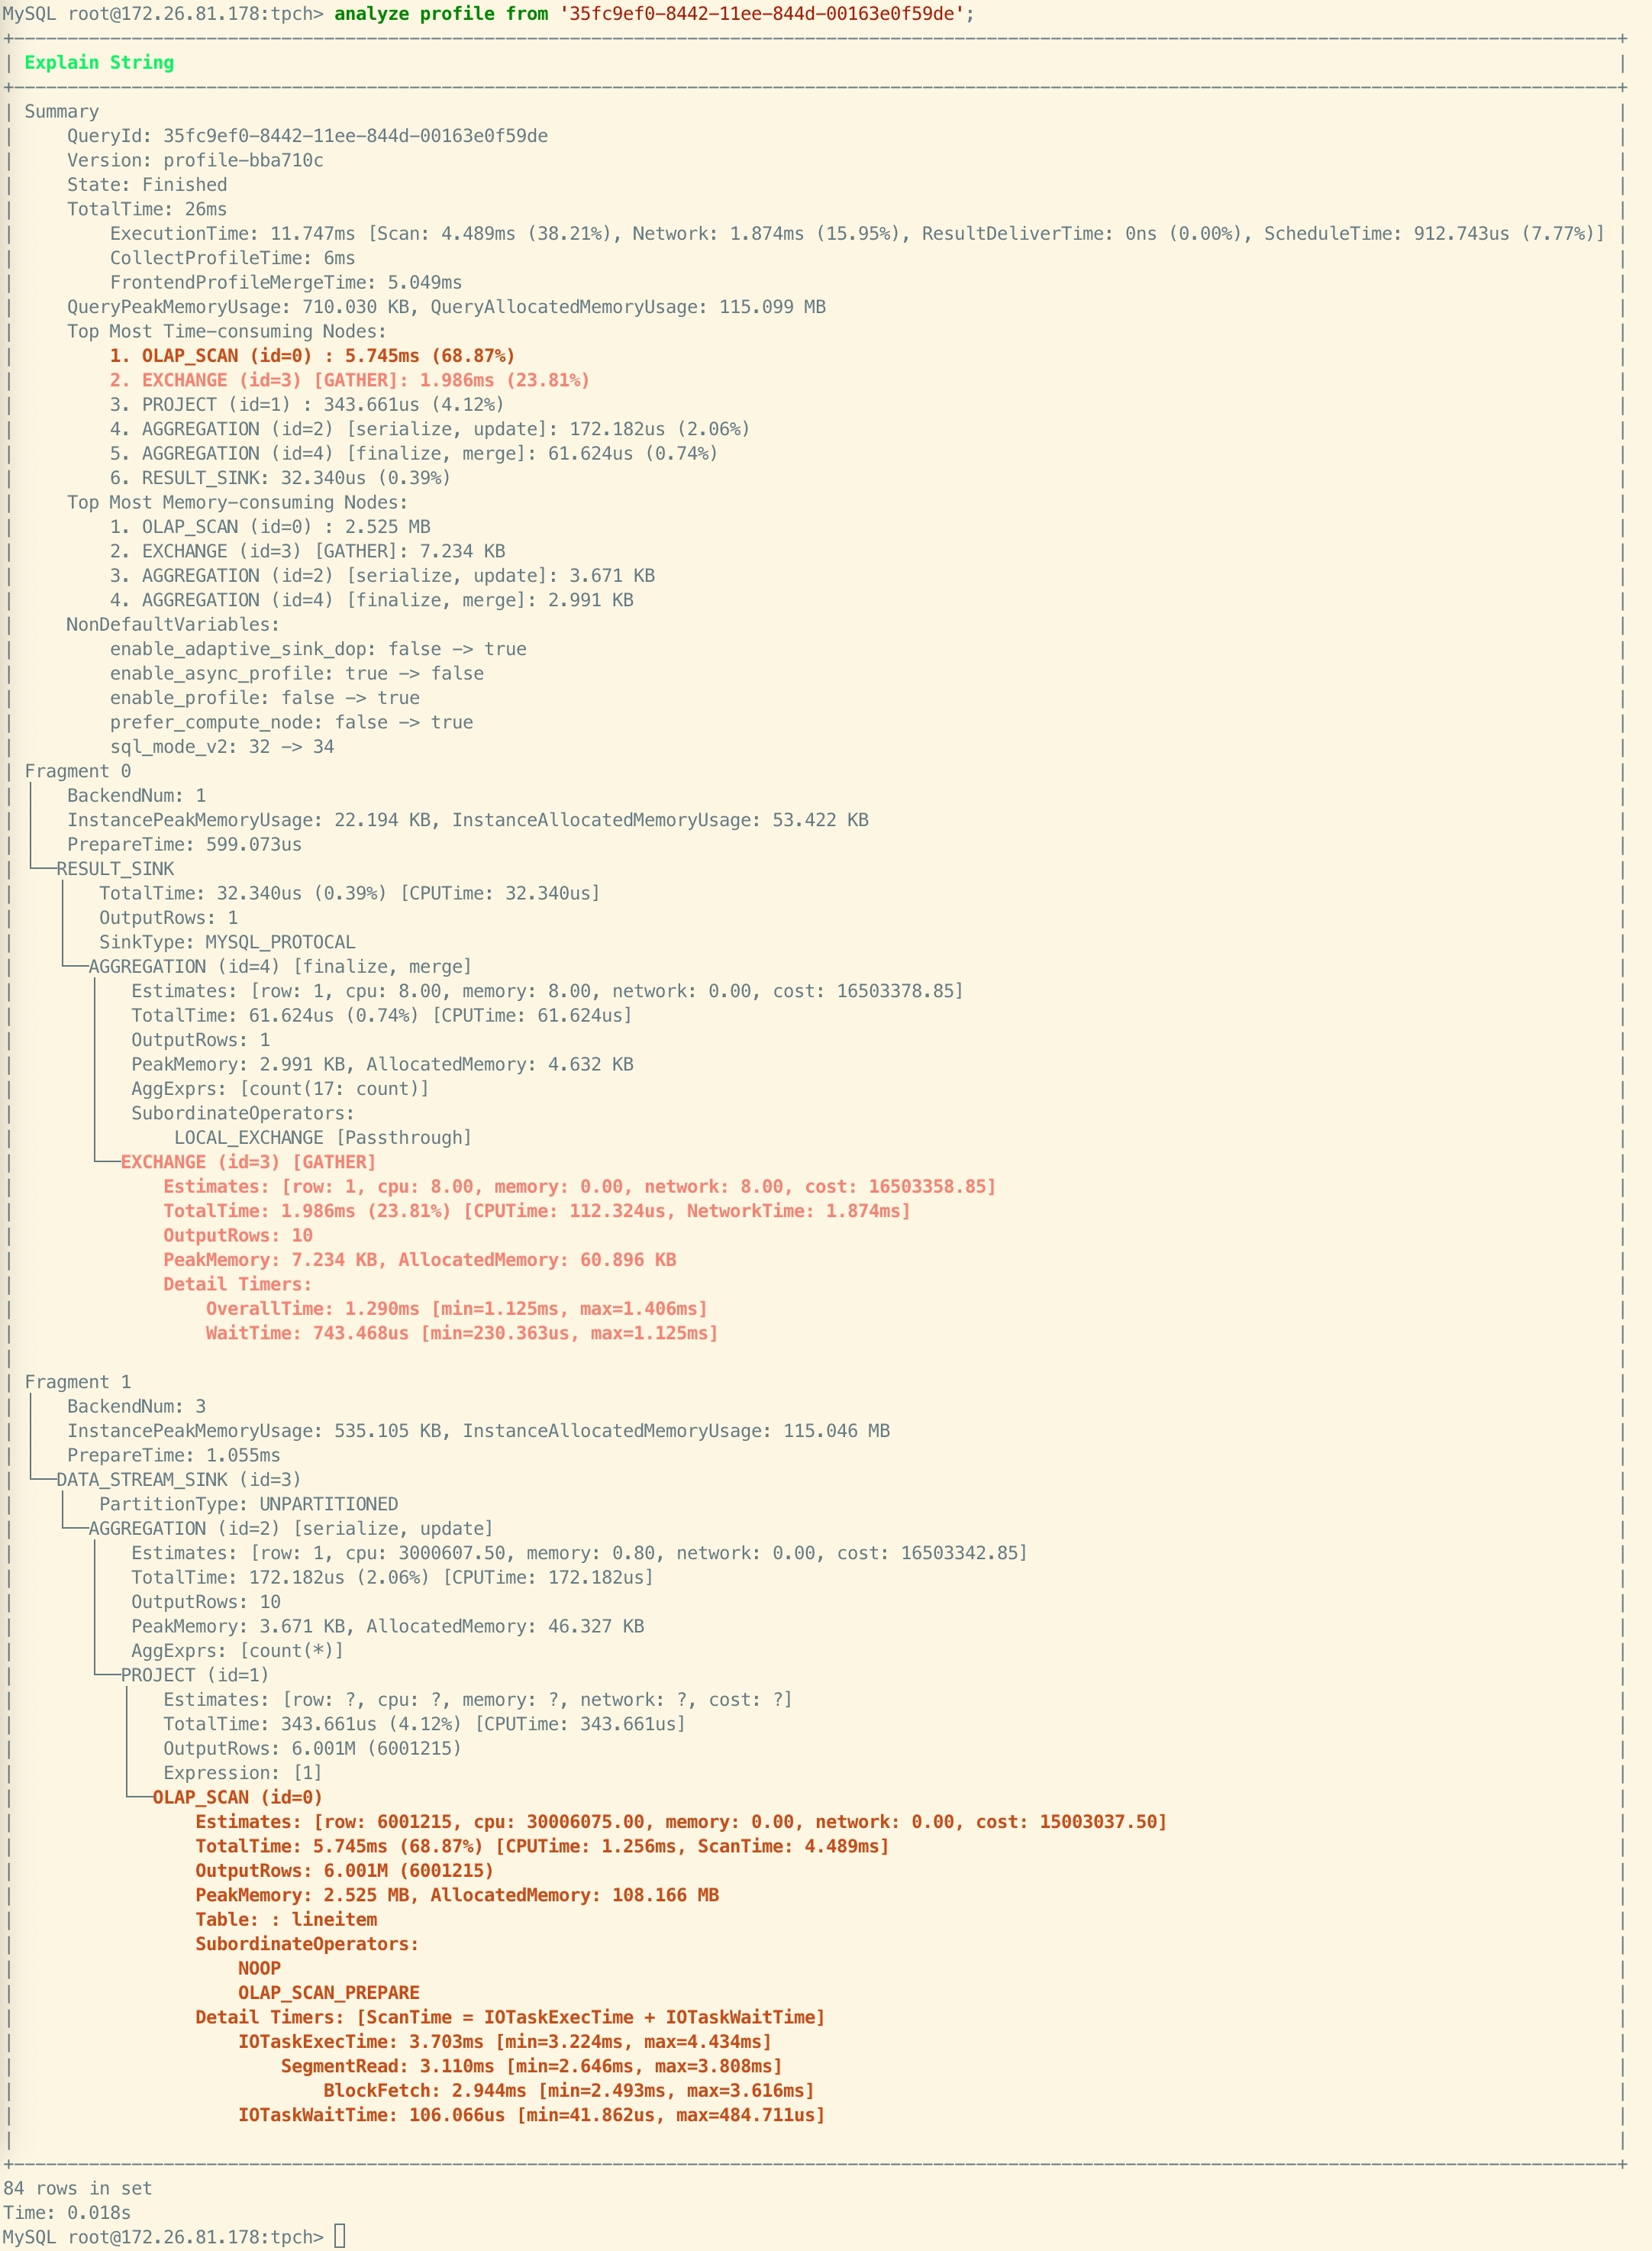 MySQL root@172.26.81.178:tpch> analyze profile from '35fc9ef0-8442-11ee-844d-00163e0f59de';
Explain String
Summary
QueryId: 35fc9ef0-8442-11ee-844d-00163e0f59de
Version: profile-bba710c
State: Finished
TotalTime: 26ms
ExecutionTime: 11.747ms [Scan: 4.489ms (38.21%), Network: 1.874ms (15.95%), ResultDeliverTime: 0ns (0.00%), ScheduleTime: 912.743us (7.77%)]
CollectProfileTime: 6ms
FrontendProfileMergeTime: 5.049ms
QueryPeakMemoryUsage: 710.030 KB, QueryAllocatedMemoryUsage: 115.099 MB
Top Most Time-consuming Nodes:
1. OLAP_SCAN (id=0) : 5.745ms (68.87%)
2. EXCHANGE (id=3) [GATHER]: 1.986ms (23.81%)
3. PROJECT (id=1) : 343.661us (4.12%)
4. AGGREGATION (id=2) [serialize, update]: 172.182us (2.06%)
5. AGGREGATION (id=4) [finalize, merge]: 61.624us (0.74%)
6. RESULT_SINK: 32.340us (0.39%)
Top Most Memory-consuming Nodes:
1. OLAP_SCAN (id=0) : 2.525 MB
2. EXCHANGE (id=3) [GATHER]: 7.234 KB
3. AGGREGATION (id=2) [serialize, update]: 3.671 KB
4. AGGREGATION (id=4) [finalize, merge]: 2.991 KB
NonDefaultVariables:
enable_adaptive_sink_dop: false -> true
enable_async_profile: true -> false
enable_profile: false -> true
prefer_compute_node: false -> true
sql_mode_v2: 32 -> 34
Fragment 0
BackendNum: 1
InstancePeakMemoryUsage: 22.194 KB, InstanceAllocatedMemoryUsage: 53.422 KB
PrepareTime: 599.073us
RESULT_SINK
TotalTime: 32.340us (0.39%) [CPUTime: 32.340us]
OutputRows: 1
SinkType: MYSQL_PROTOCAL
AGGREGATION (id=4) [finalize, merge]
Estimates: [row: 1, cpu: 8.00, memory: 8.00, network: 0.00, cost: 16503378.85]
TotalTime: 61.624us (0.74%) [CPUTime: 61.624us]
OutputRows: 1
PeakMemory: 2.991 KB, AllocatedMemory: 4.632 KB
AggExprs: [count(17: count)]
SubordinateOperators:
LOCAL_EXCHANGE [Passthrough]
EXCHANGE (id=3) [GATHER]
Estimates: [row: 1, cpu: 8.00, memory: 0.00, network: 8.00, cost: 16503358.85]
TotalTime: 1.986ms (23.81%) [CPUTime: 112.324us, NetworkTime: 1.874ms]
OutputRows: 10
PeakMemory: 7.234 KB, AllocatedMemory: 60.896 KB
Detail Timers:
OverallTime: 1.290ms [min=1.125ms, max=1.406ms]
WaitTime: 743.468us [min=230.363us, max=1.125ms]
Fragment 1
BackendNum: 3
InstancePeakMemoryUsage: 535.105 KB, InstanceAllocatedMemoryUsage: 115.046 MB
PrepareTime: 1.055ms
DATA_STREAM_SINK (id=3)
PartitionType: UNPARTITIONED
AGGREGATION (id=2) [serialize, update]
Estimates: [row: 1, cpu: 3000607.50, memory: 0.80, network: 0.00, cost: 16503342.85]
TotalTime: 172.182us (2.06%) [CPUTime: 172.182us]
OutputRows: 10
PeakMemory: 3.671 KB, AllocatedMemory: 46.327 KB
AggExprs: [count(*)]
PROJECT (id=1)
Estimates: [row: ?, cpu: ?, memory: ?, network: ?, cost: ?]
TotalTime: 343.661us (4.12%) [CPUTime: 343.661us]
OutputRows: 6.001M (6001215)
Expression: [1]
OLAP_SCAN (id=0)
Estimates: [row: 6001215, cpu: 30006075.00, memory: 0.00, network: 0.00, cost: 15003037.50]
TotalTime: 5.745ms (68.87%) [CPUTime: 1.256ms, ScanTime: 4.489ms]
OutputRows: 6.001M (6001215)
PeakMemory: 2.525 MB, AllocatedMemory: 108.166 MB
Table: : lineitem
SubordinateOperators:
NOOP
OLAP_SCAN_PREPARE
Detail Timers: [ScanTime = IOTaskExecTime + IOTaskWaitTime]
IOTaskExecTime: 3.703ms [min=3.224ms, max=4.434ms]
SegmentRead: 3.110ms [min=2.646ms, max=3.808ms]
BlockFetch: 2.944ms [min=2.493ms, max=3.616ms]
IOTaskWaitTime: 106.066us [min=41.862us, max=484.711us]
84 rows in set
Time: 0.018s
MySQL root@172.26.81.178:tpch>